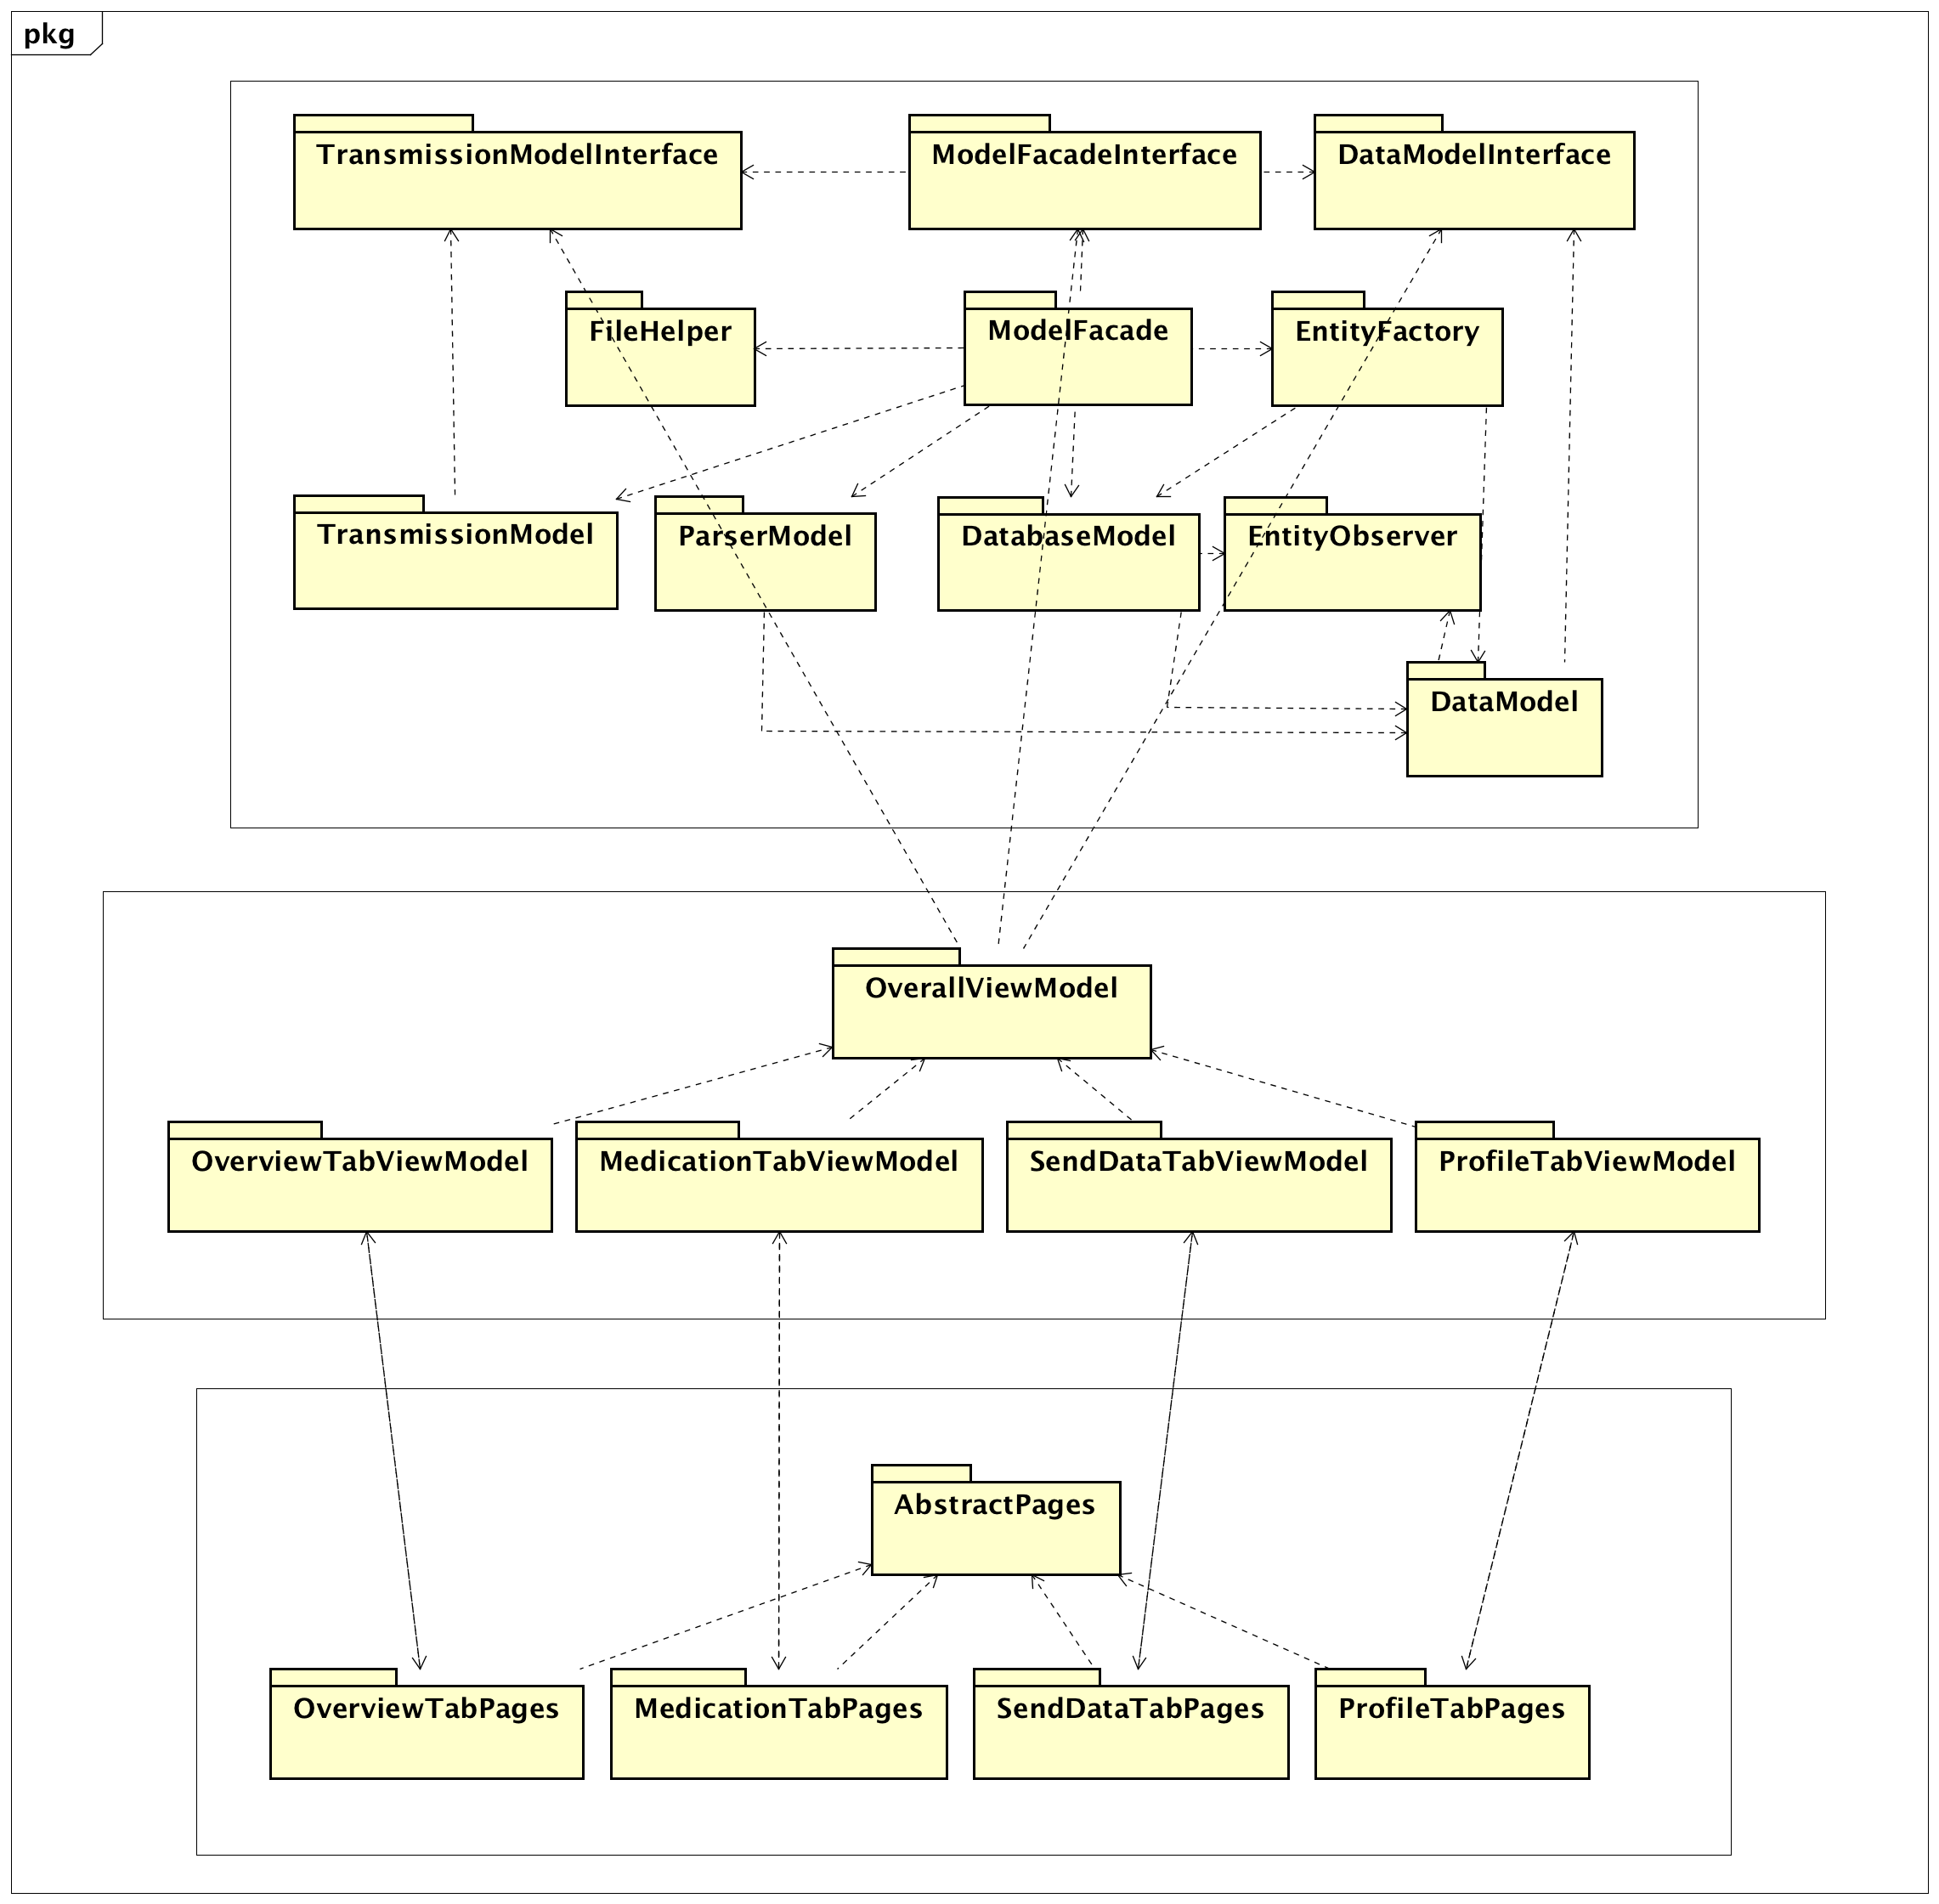 pkg
TransmissionModelInterface
ModelFacadeInterface
DataModelInterface
FileHelper
ModelFacade
EntityFactory
TransmissionModel
ParserModel
DatabaseModel
EntityObserver
DataModel
OverallViewModel
OverviewTabViewModel
MedicationTabViewModel
SendDataTabViewModel
ProfileTabViewModel
AbstractPages
OverviewTabPages
MedicationTabPages
SendDataTabPages
ProfileTabPages